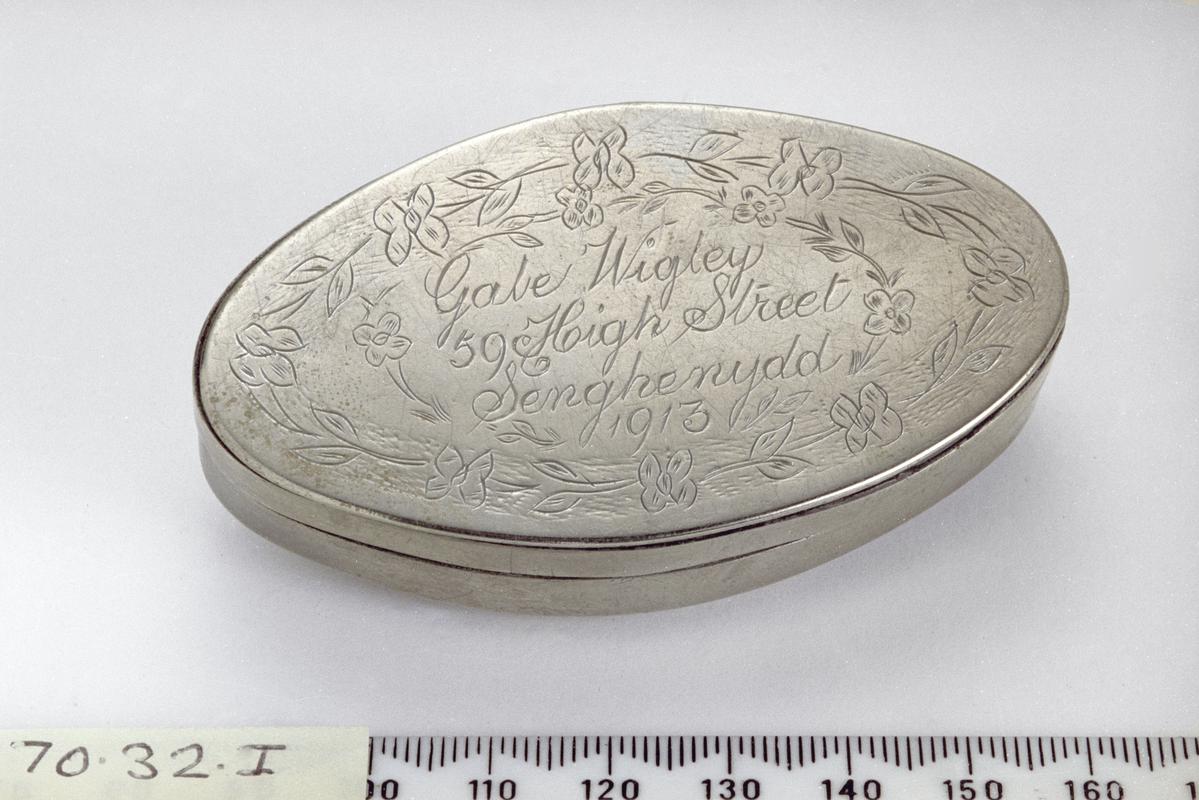 Gabe Wigley
59 High Street
Senghenydd
1913
70.32.I
110 120 130 140 150 160